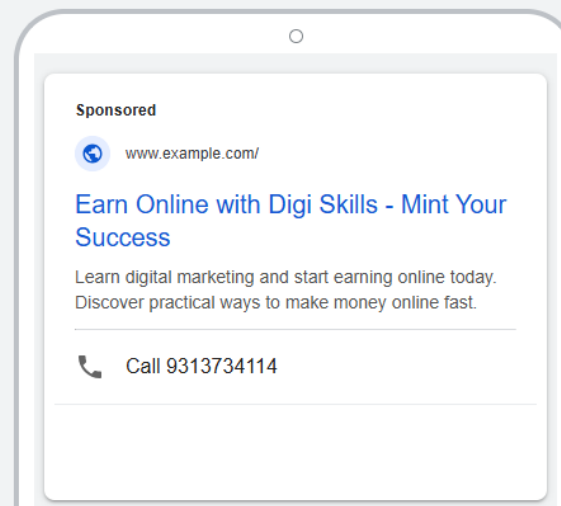 Sponsored
www.example.com/
Earn Online with Digi Skills - Mint Your
Success
Learn digital marketing and start earning online today.
Discover practical ways to make money online fast.
Call 9313734114